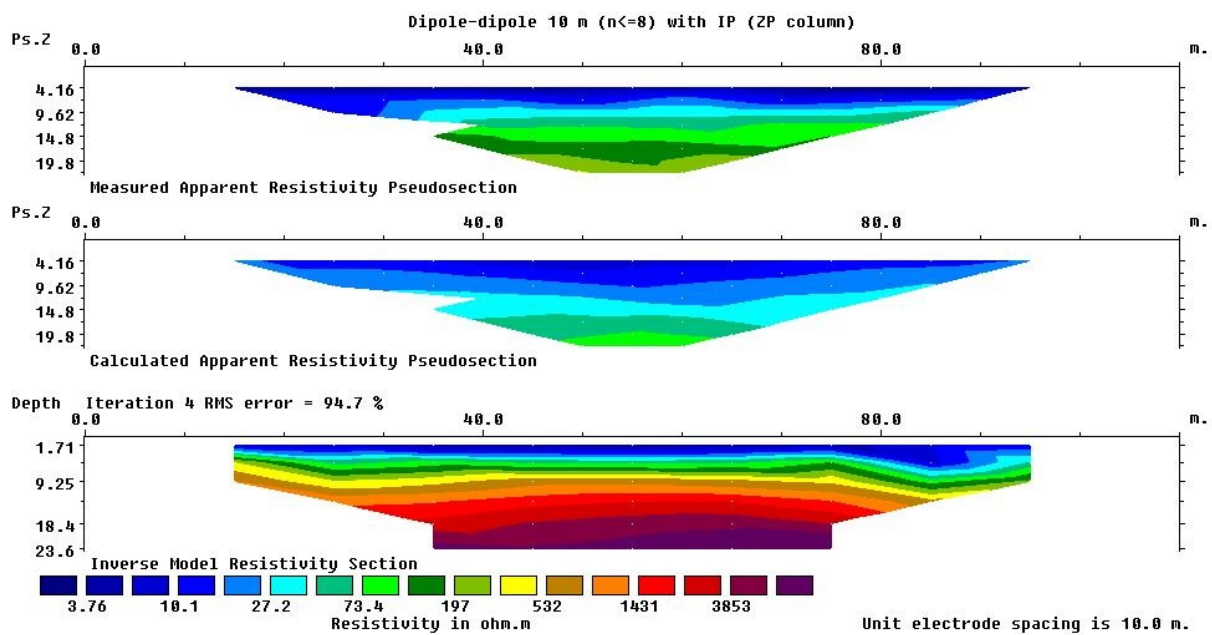 Dipole-dipole 10 m (n<=8) with IP (ZP column)
Ps.Z 0.0 40.0 80.0 m.
4.16
9.62
14.8
19.8
Measured Apparent Resistivity Pseudosection
Ps.Z 0.0 40.0 80.0 m.
4.16
9.62
14.8
19.8
Calculated Apparent Resistivity Pseudosection
Depth Iteration 4 RMS error = 94.7 %
0.0 40.0 80.0 m.
1.71
9.25
18.4
23.6
Inverse Model Resistivity Section
3.76 10.1 27.2 73.4 197 532 1431 3853
Resistivity in ohm.m Unit electrode spacing is 10.0 m.